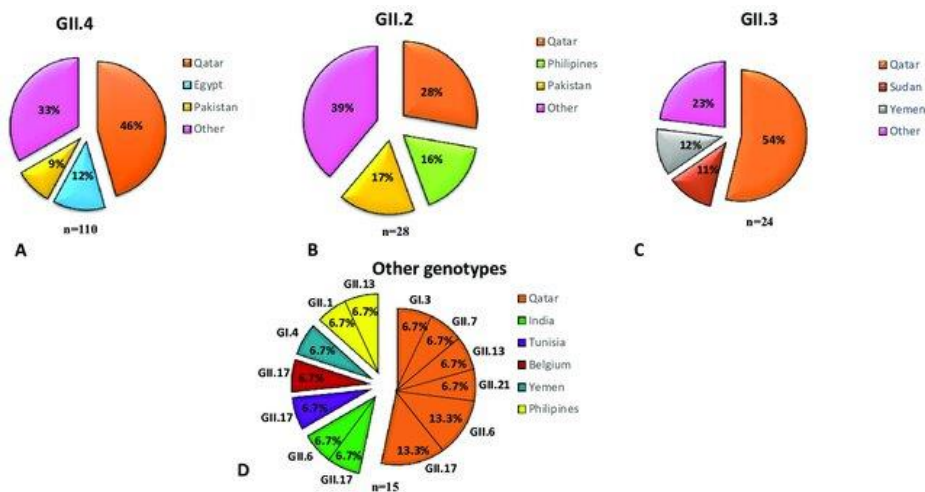 GII.4
Qatar
Egypt
Pakistan
Other
46%
12%
9%
33%
n=110
A
GII.2
Qatar
Philipines
Pakistan
Other
28%
16%
17%
39%
n=28
B
GII.3
Qatar
Sudan
Yemen
Other
54%
11%
12%
23%
n=24
C
Other genotypes
Qatar
India
Tunisia
Belgium
Yemen
Philipines
GI.3
6.7%
GII.7
6.7%
GII.13
6.7%
GII.21
6.7%
GII.6
13.3%
GII.17
13.3%
GII.17
6.7%
GII.6
6.7%
GII.17
6.7%
GII.17
6.7%
GI.4
6.7%
GII.1
6.7%
GII.13
6.7%
n=15
D